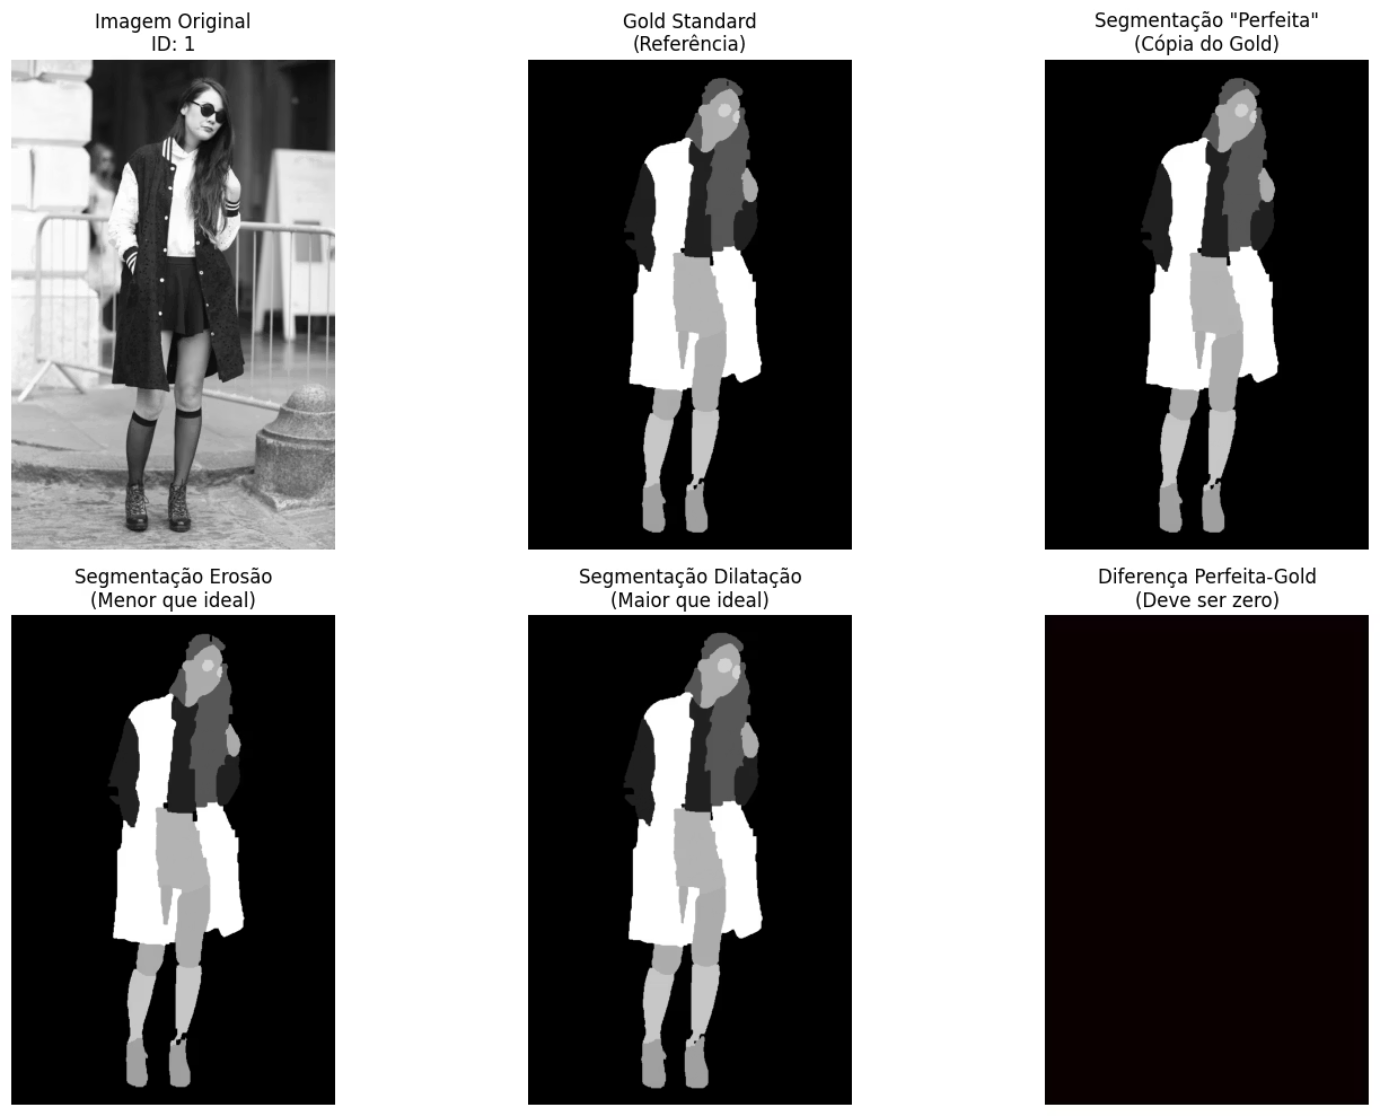 Imagem Original
ID: 1
Gold Standard
(Referência)
Segmentação "Perfeita"
(Cópia do Gold)
Segmentação Erosão
(Menor que ideal)
Segmentação Dilatação
(Maior que ideal)
Diferença Perfeita-Gold
(Deve ser zero)